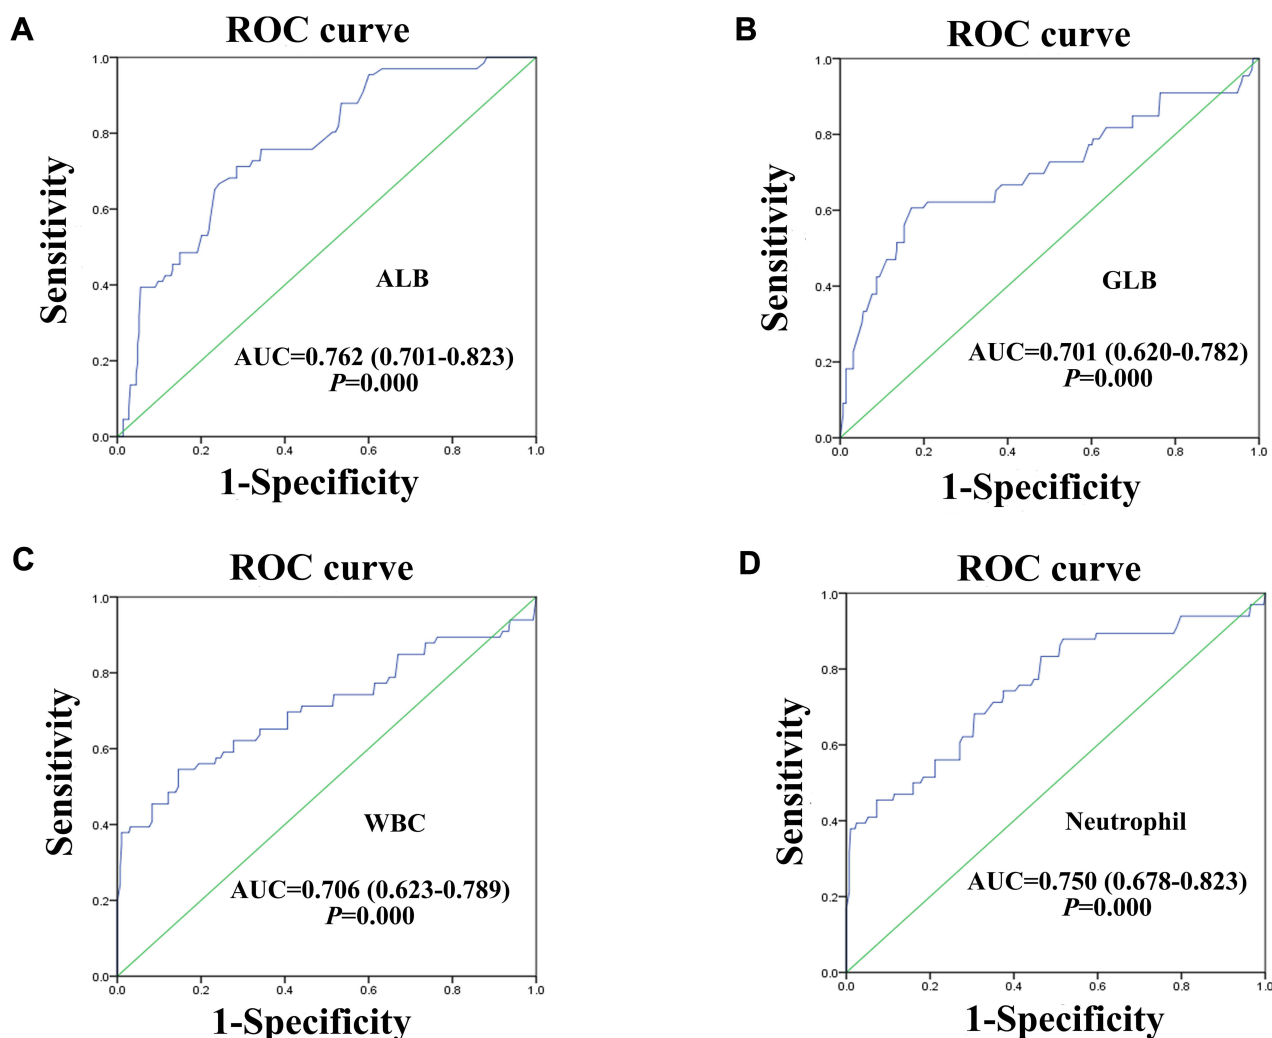 A
ROC curve
Sensitivity
1.0
0.8
0.6
0.4
0.2
0.0
ALB
AUC=0.762 (0.701-0.823)
P=0.000
0.0 0.2 0.4 0.6 0.8 1.0
1-Specificity
B
ROC curve
Sensitivity
1.0
0.8
0.6
0.4
0.2
0.0
GLB
AUC=0.701 (0.620-0.782)
P=0.000
0.0 0.2 0.4 0.6 0.8 1.0
1-Specificity
C
ROC curve
Sensitivity
1.0
0.8
0.6
0.4
0.2
0.0
WBC
AUC=0.706 (0.623-0.789)
P=0.000
0.0 0.2 0.4 0.6 0.8 1.0
1-Specificity
D
ROC curve
Sensitivity
1.0
0.8
0.6
0.4
0.2
0.0
Neutrophil
AUC=0.750 (0.678-0.823)
P=0.000
0.0 0.2 0.4 0.6 0.8 1.0
1-Specificity